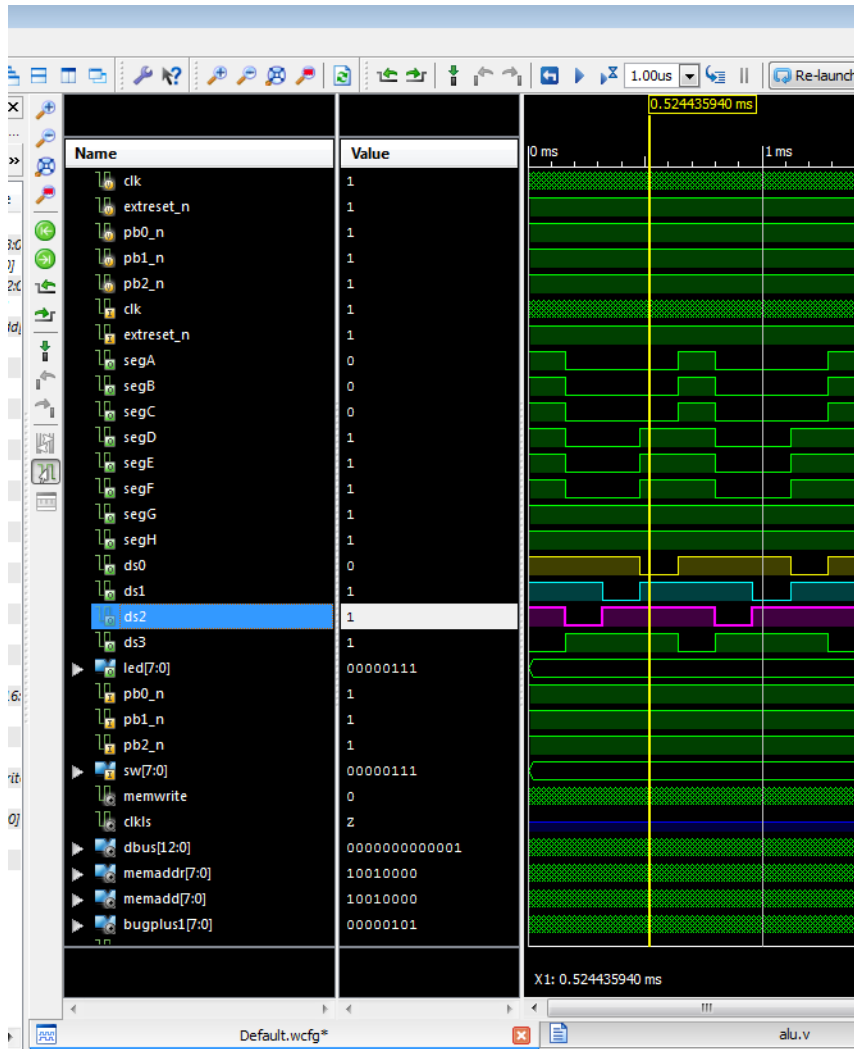 1.00us
Re-launch
0.524435940 ms
Name Value 0 ms 1 ms
clk 1
extreset_n 1
pb0_n 1
pb1_n 1
pb2_n 1
clk 1
extreset_n 1
segA 0
segB 0
segC 0
segD 1
segE 1
segF 1
segG 1
segH 1
ds0 0
ds1 1
ds2 1
ds3 1
led[7:0] 00000111
pb0_n 1
pb1_n 1
pb2_n 1
sw[7:0] 00000111
memwrite 0
clkls Z
dbus[12:0] 0000000000001
memaddr[7:0] 10010000
memadd[7:0] 10010000
bugplus1[7:0] 00000101
X1: 0.524435940 ms
Default.wcfg* alu.v